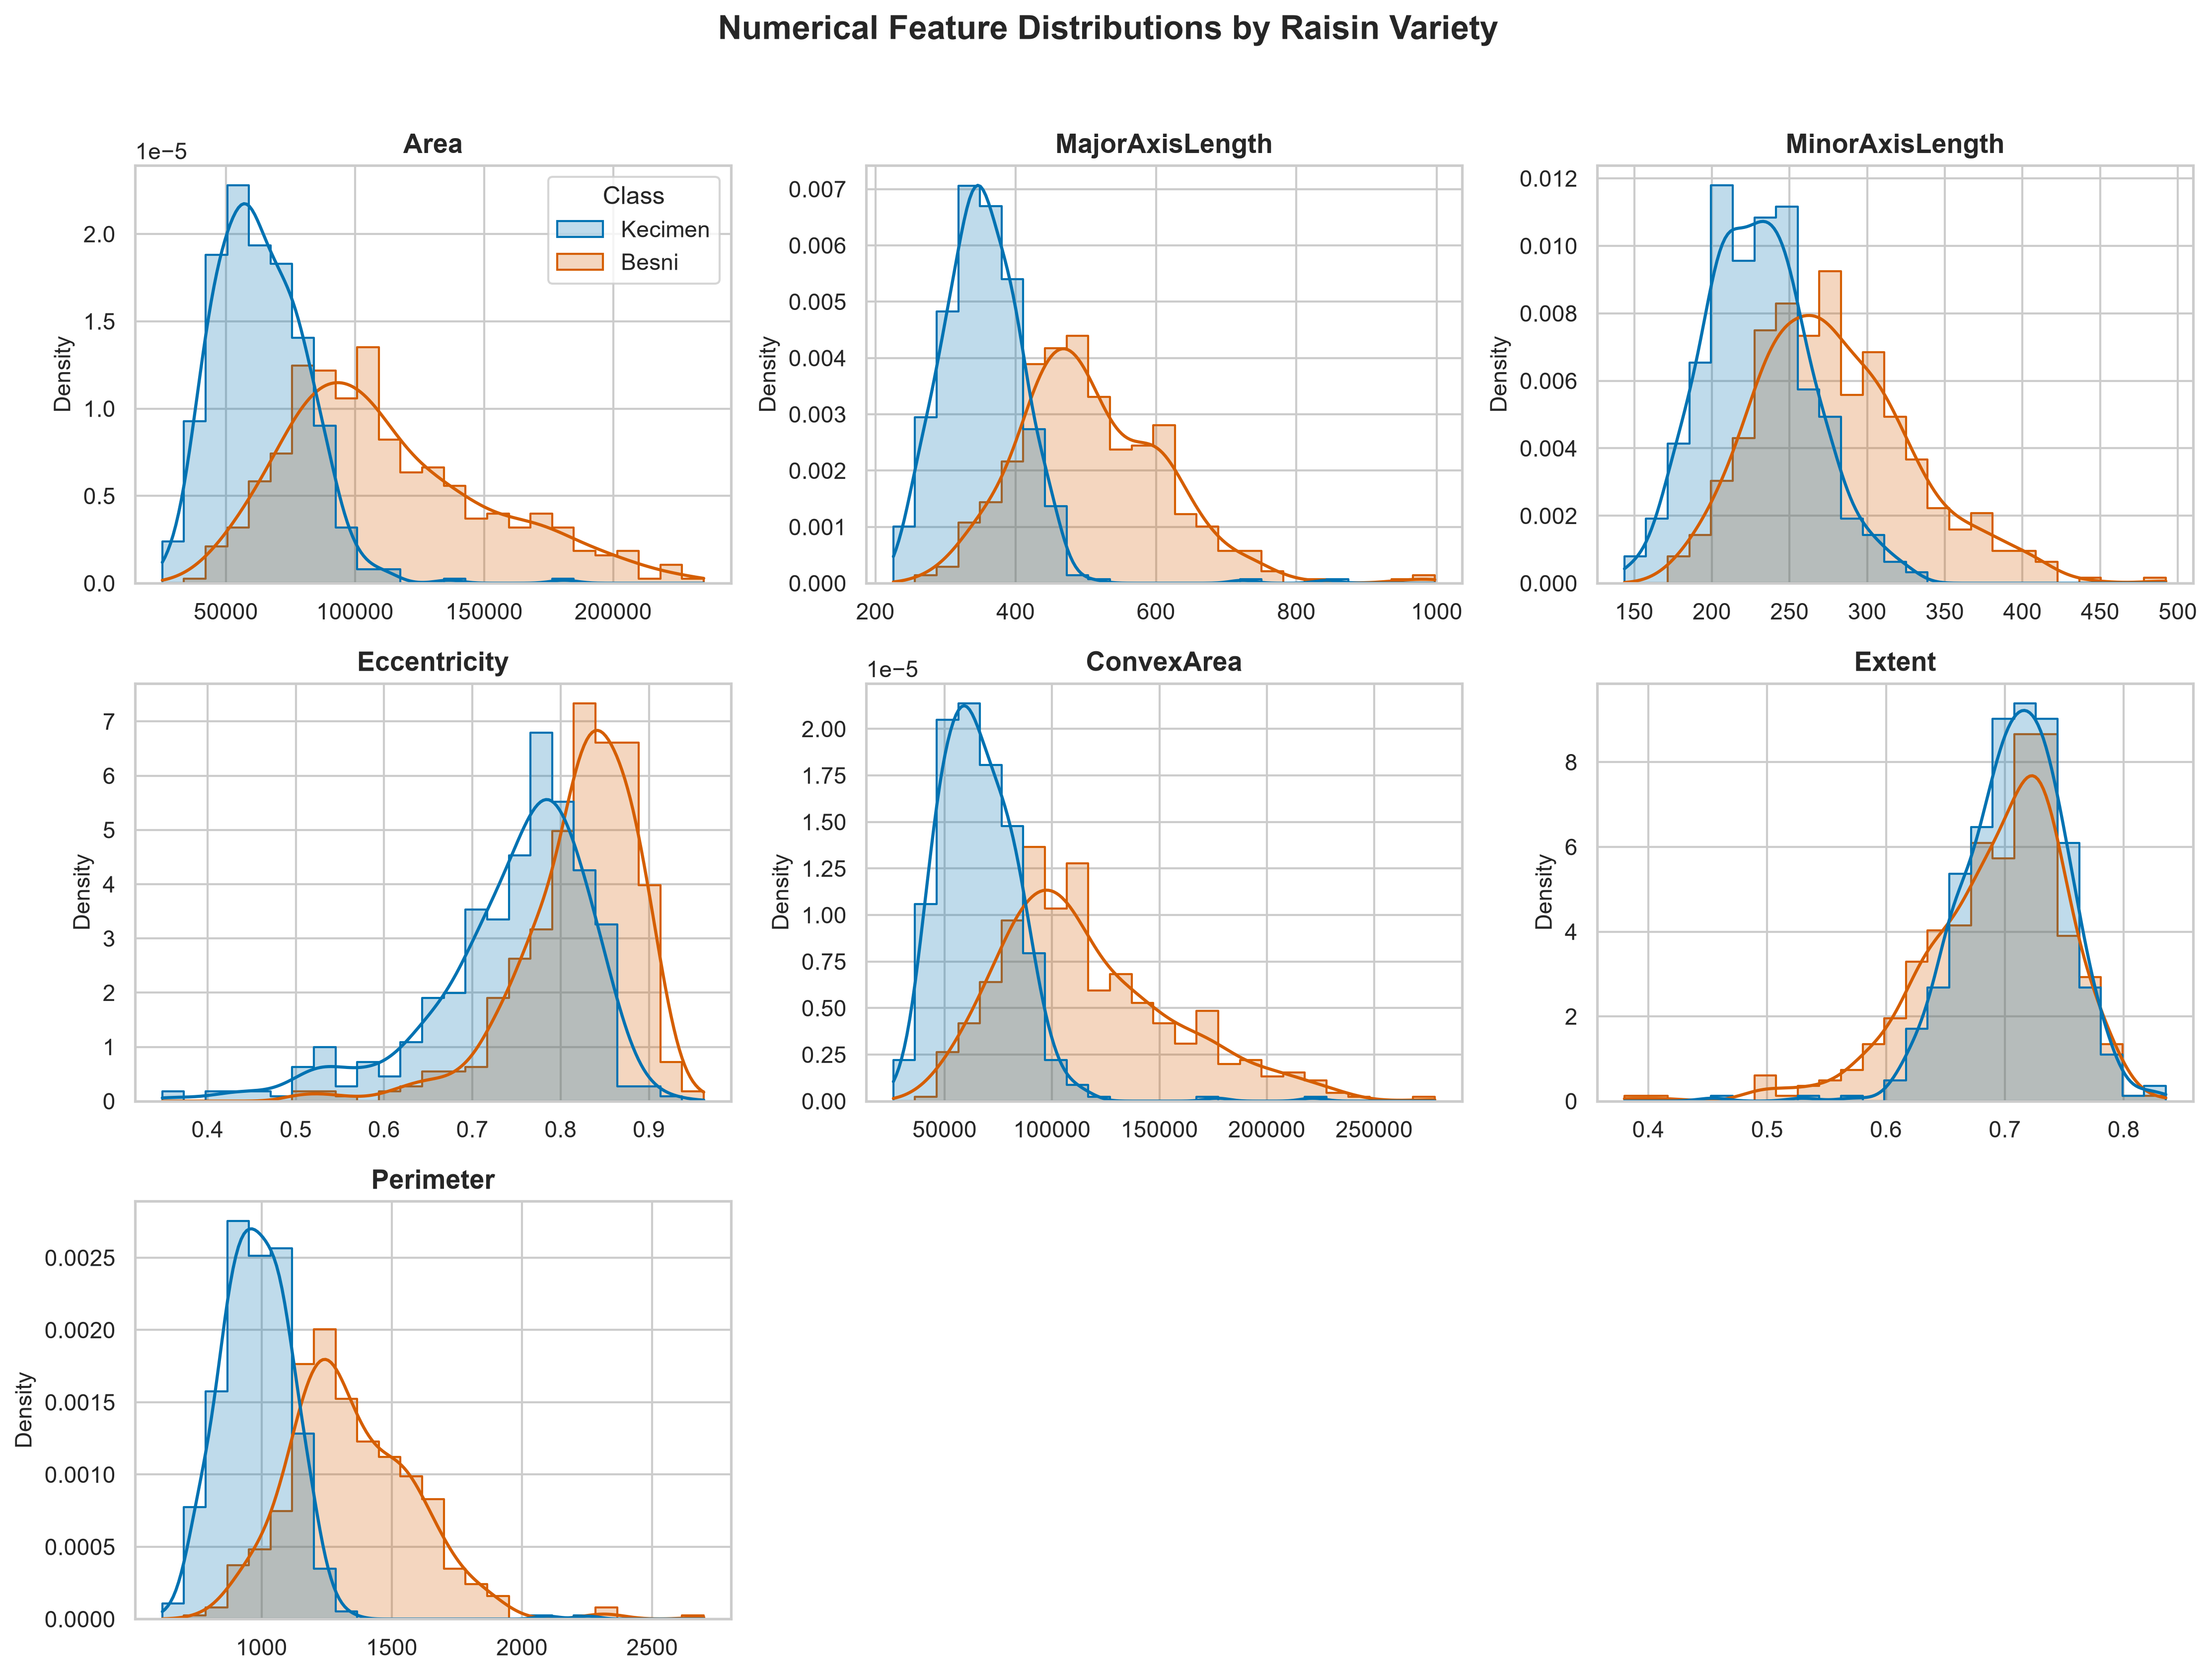 Numerical Feature Distributions by Raisin Variety
Area
1e−5
Density
2.0
1.5
1.0
0.5
0.0
50000 100000 150000 200000
Class
Kecimen
Besni
MajorAxisLength
Density
0.007
0.006
0.005
0.004
0.003
0.002
0.001
0.000
200 400 600 800 1000
MinorAxisLength
Density
0.012
0.010
0.008
0.006
0.004
0.002
0.000
150 200 250 300 350 400 450 500
Eccentricity
Density
7
6
5
4
3
2
1
0
0.4 0.5 0.6 0.7 0.8 0.9
ConvexArea
1e−5
Density
2.00
1.75
1.50
1.25
1.00
0.75
0.50
0.25
0.00
50000 100000 150000 200000 250000
Extent
Density
8
6
4
2
0
0.4 0.5 0.6 0.7 0.8
Perimeter
Density
0.0025
0.0020
0.0015
0.0010
0.0005
0.0000
1000 1500 2000 2500